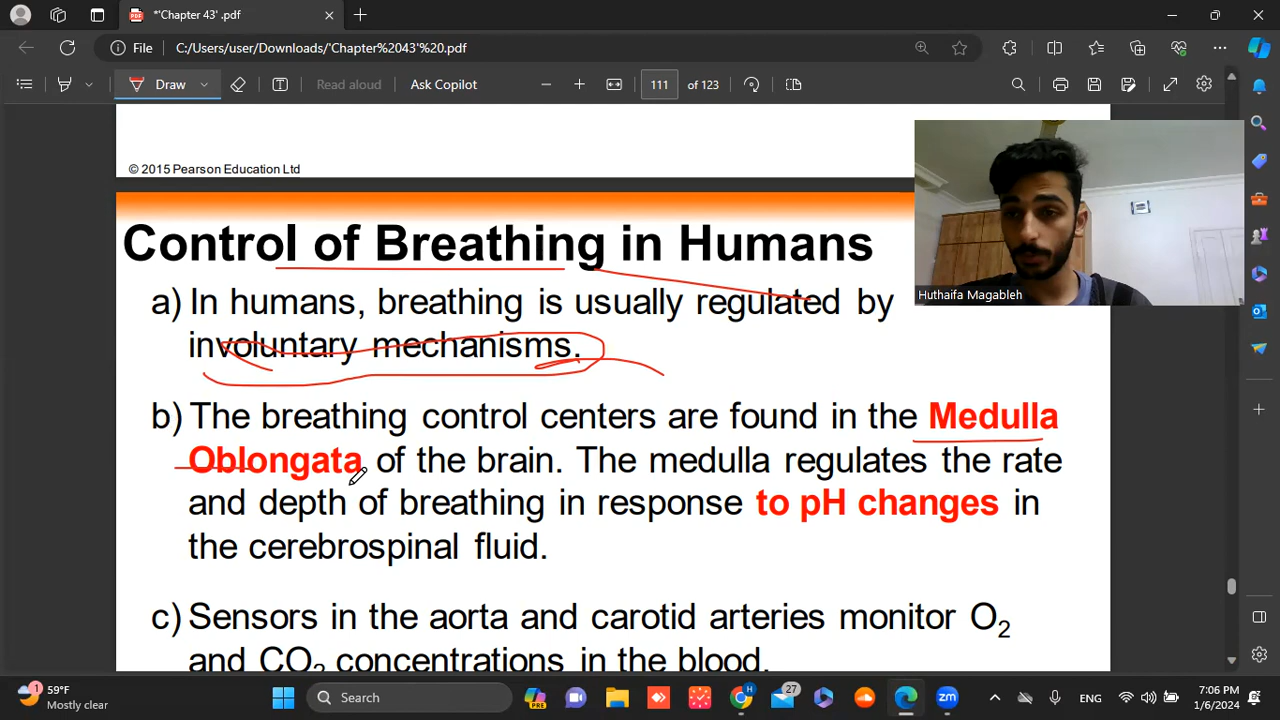 *'Chapter 43' .pdf
File
C:/Users/user/Downloads/'Chapter%2043'%20.pdf
Draw
Read aloud
Ask Copilot
111
of 123
© 2015 Pearson Education Ltd
Control of Breathing in Humans
a) In humans, breathing is usually regulated by
involuntary mechanisms.
b) The breathing control centers are found in the Medulla
Oblongata of the brain. The medulla regulates the rate
and depth of breathing in response to pH changes in
the cerebrospinal fluid.
c) Sensors in the aorta and carotid arteries monitor O2
and CO2 concentrations in the blood.
Huthaifa Magableh
1
59°F
Mostly clear
Search
PRE
H
27
zm
ENG
7:06 PM
1/6/2024